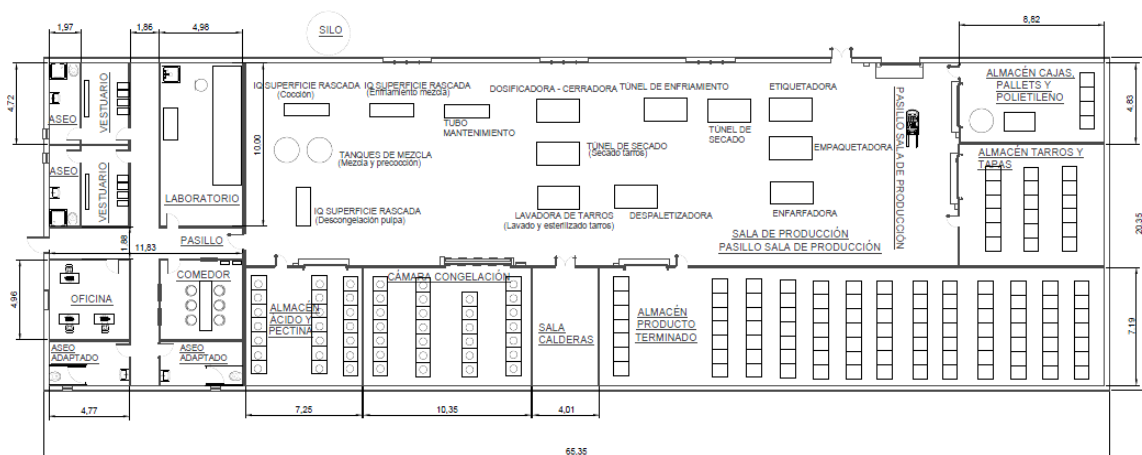 1,97
1,86
4,98
SILO
8,82
IQ SUPERFICIE RASCADA
(Cocción)
IQ SUPERFICIE RASCADA
(Enfriamiento mezcla)
TUBO
MANTENIMIENTO
DOSIFICADORA - CERRADORA
TÚNEL DE ENFRIAMIENTO
TÚNEL DE
SECADO
ETIQUETADORA
PASILLO SALA DE PRODUCCIÓN
ALMACÉN CAJAS,
PALLETS Y
POLIETILENO
4,72
ASEO
VESTUARIO
10,00
4,83
TANQUES DE MEZCLA
(Mezcla y precocción)
TÚNEL DE SECADO
(Secado tarros)
EMPAQUETADORA
ALMACÉN TARROS Y
TAPAS
ASEO
VESTUARIO
LABORATORIO
IQ SUPERFICIE RASCADA
(Descongelación pulpa)
LAVADORA DE TARROS
(Lavado y esterilizado tarros)
DESPALETIZADORA
ENFARFADORA
20,35
1,88
PASILLO
11,83
SALA DE PRODUCCIÓN
PASILLO SALA DE PRODUCCIÓN
4,96
OFICINA
COMEDOR
ALMACÉN
ACIDO Y
PECTINA
CÁMARA CONGELACIÓN
SALA
CALDERAS
ALMACÉN
PRODUCTO
TERMINADO
7,19
ASEO
ADAPTADO
ASEO
ADAPTADO
4,77
7,25
10,35
4,01
65,35